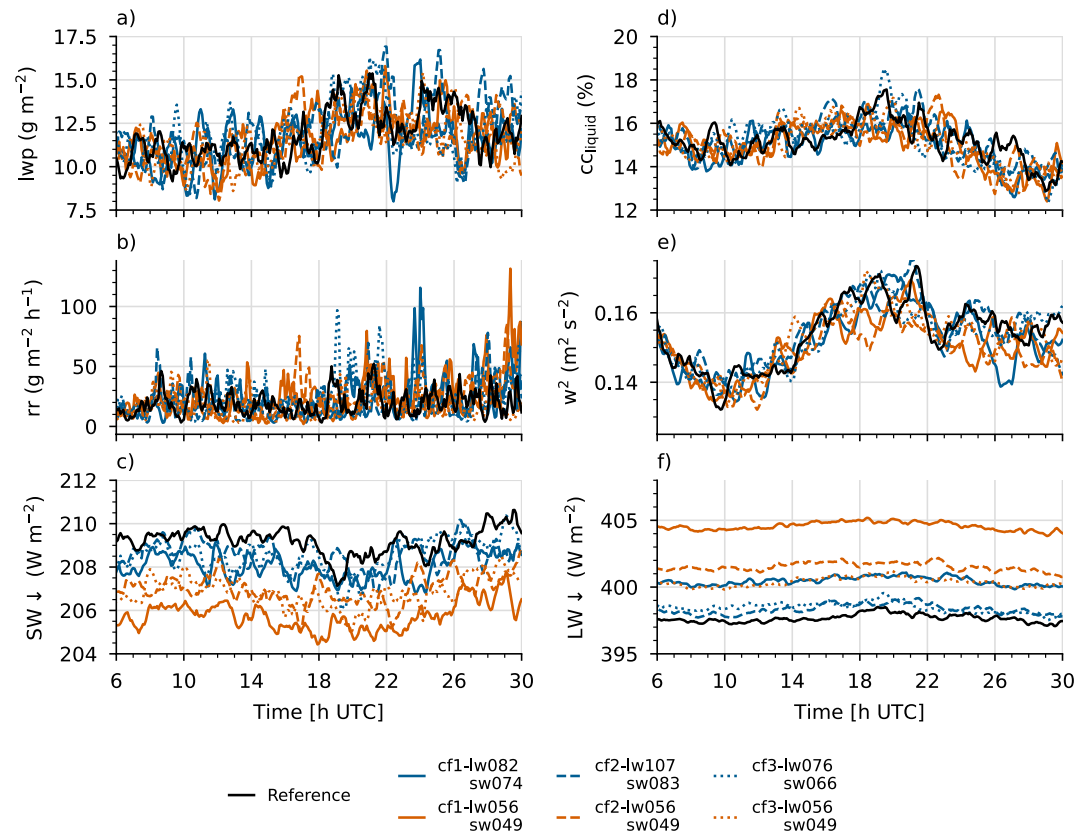 a)
17.5
15.0
12.5
10.0
7.5
lwp (g m⁻²)
d)
20
18
16
14
12
cc_liquid (%)
b)
100
50
0
rr (g m⁻² h⁻¹)
e)
0.16
0.14
w² (m² s⁻²)
c)
212
210
208
206
204
SW ↓ (W m⁻²)
6 10 14 18 22 26 30
Time [h UTC]
f)
405
400
395
LW ↓ (W m⁻²)
6 10 14 18 22 26 30
Time [h UTC]
Reference
cf1-lw082
sw074
cf2-lw107
sw083
cf3-lw076
sw066
cf1-lw056
sw049
cf2-lw056
sw049
cf3-lw056
sw049